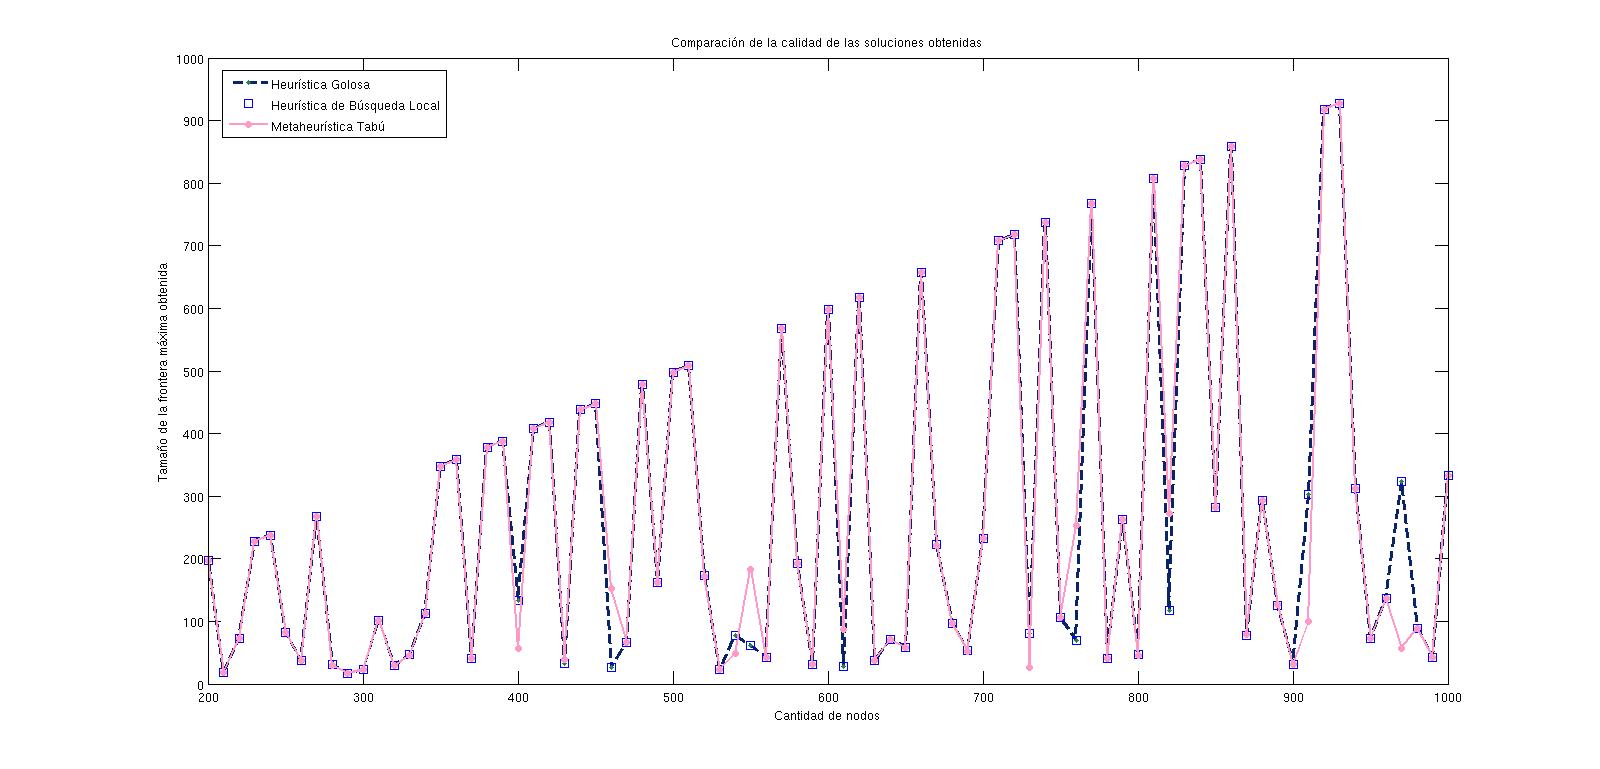 Comparación de la calidad de las soluciones obtenidas
Heurística Golosa
Heurística de Búsqueda Local
Metaheurística Tabú
Tamaño de la frontera máxima obtenida
1000
900
800
700
600
500
400
300
200
100
0
200 300 400 500 600 700 800 900 1000
Cantidad de nodos